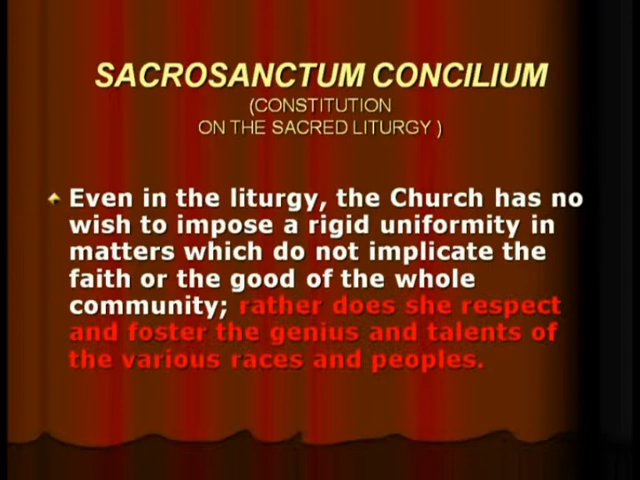 SACROSANCTUM CONCILIUM
(CONSTITUTION
ON THE SACRED LITURGY )
Even in the liturgy, the Church has no
wish to impose a rigid uniformity in
matters which do not implicate the
faith or the good of the whole
community; rather does she respect
and foster the genius and talents of
the various races and peoples.